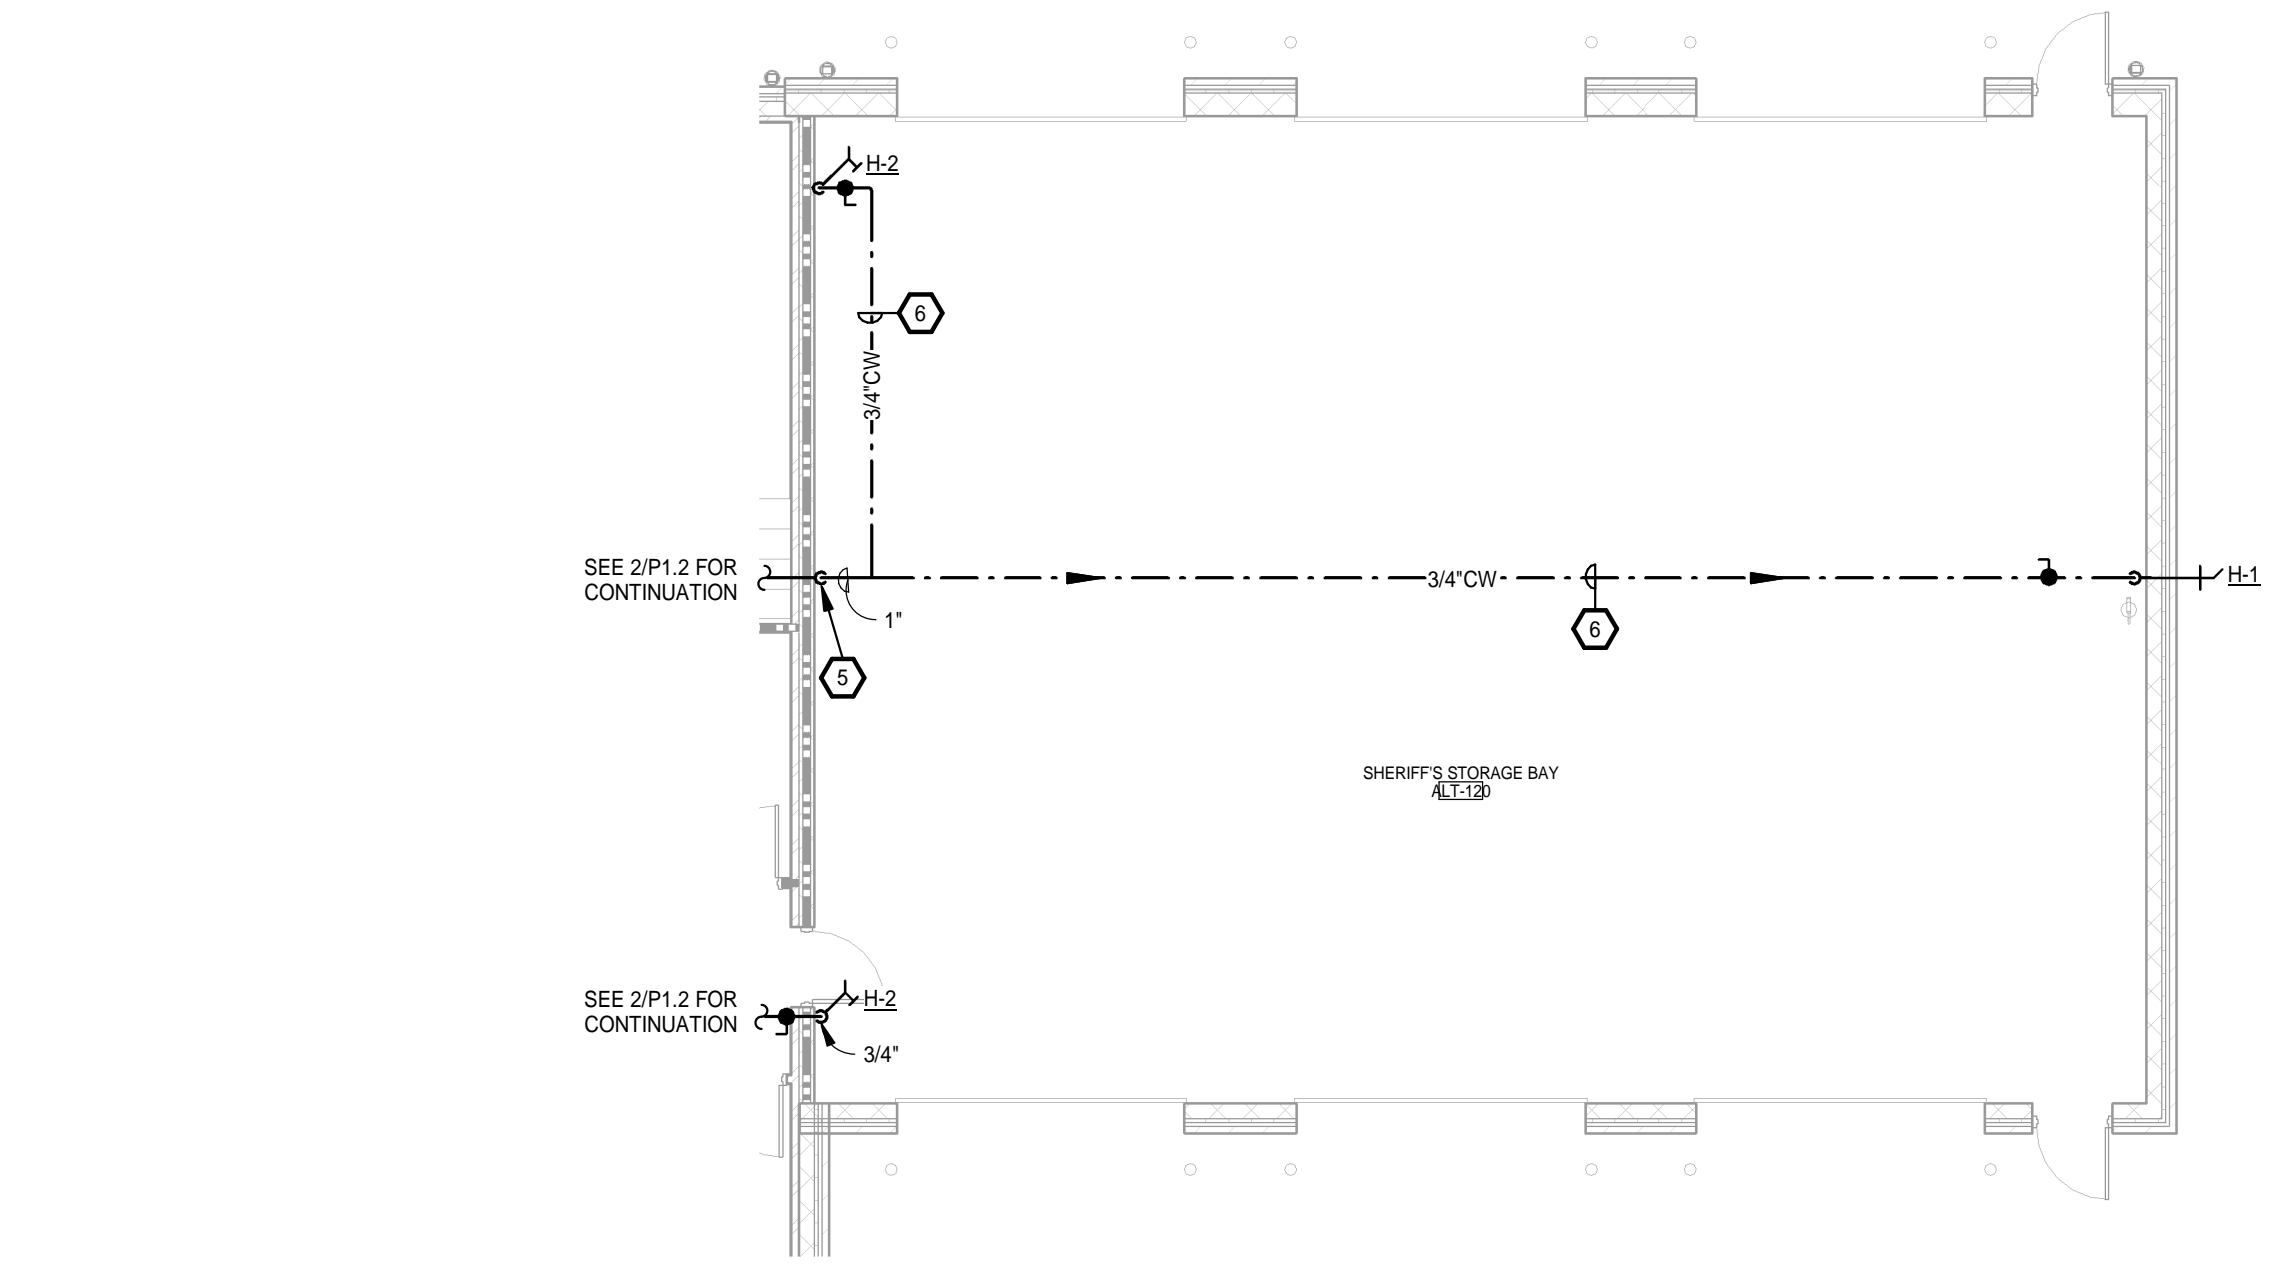 H-2
6
3/4"CW
SEE 2/P1.2 FOR
CONTINUATION
3/4"CW
H-1
1"
6
5
SHERIFF'S STORAGE BAY
ALT-120
SEE 2/P1.2 FOR
CONTINUATION
H-2
3/4"